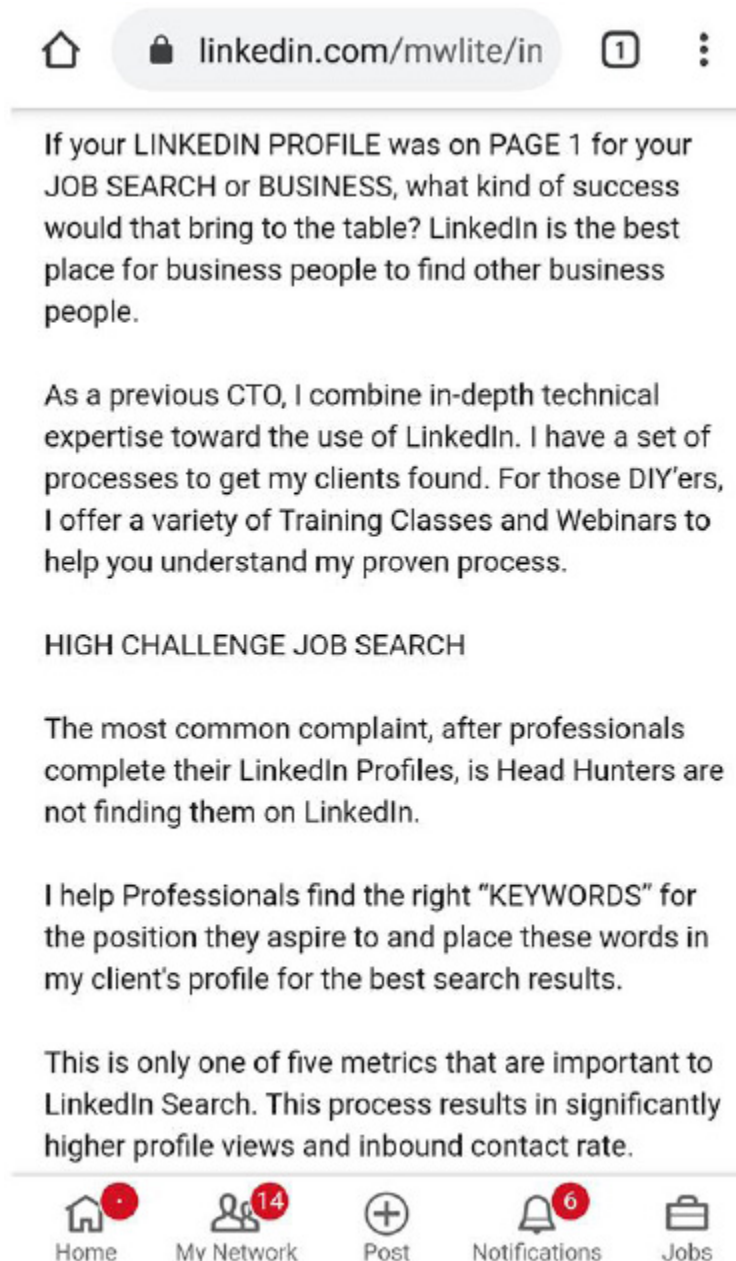 linkedin.com/mwlite/in
1
If your LINKEDIN PROFILE was on PAGE 1 for your
JOB SEARCH or BUSINESS, what kind of success
would that bring to the table? LinkedIn is the best
place for business people to find other business
people.
As a previous CTO, I combine in-depth technical
expertise toward the use of LinkedIn. I have a set of
processes to get my clients found. For those DIY'ers,
I offer a variety of Training Classes and Webinars to
help you understand my proven process.
HIGH CHALLENGE JOB SEARCH
The most common complaint, after professionals
complete their LinkedIn Profiles, is Head Hunters are
not finding them on LinkedIn.
I help Professionals find the right “KEYWORDS” for
the position they aspire to and place these words in
my client's profile for the best search results.
This is only one of five metrics that are important to
LinkedIn Search. This process results in significantly
higher profile views and inbound contact rate.
14
6
Home My Network Post Notifications Jobs